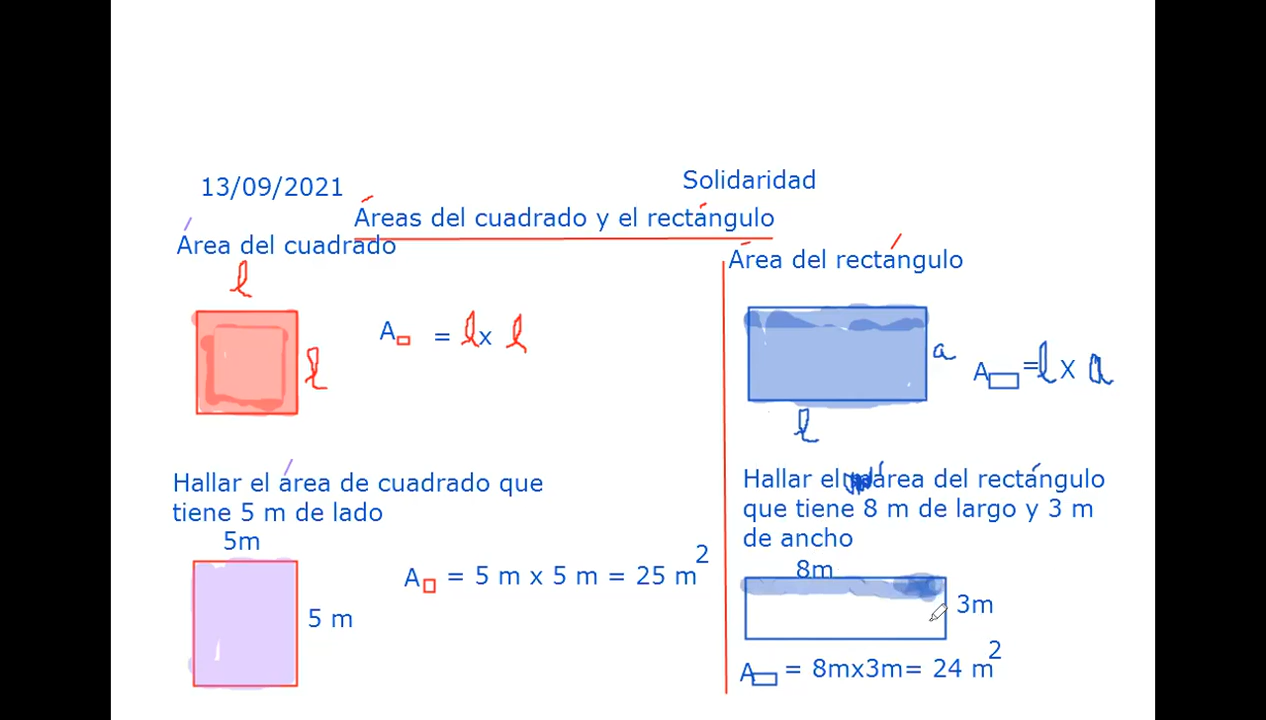 13/09/2021
Solidaridad
Áreas del cuadrado y el rectángulo
Área del cuadrado
l
l
A = l x l
Hallar el área de cuadrado que
tiene 5 m de lado
5m
5 m
A = 5 m x 5 m = 25 m²
Área del rectángulo
a
l
A = l x a
Hallar el área del rectángulo
que tiene 8 m de largo y 3 m
de ancho
8m
3m
A = 8mx3m= 24 m²